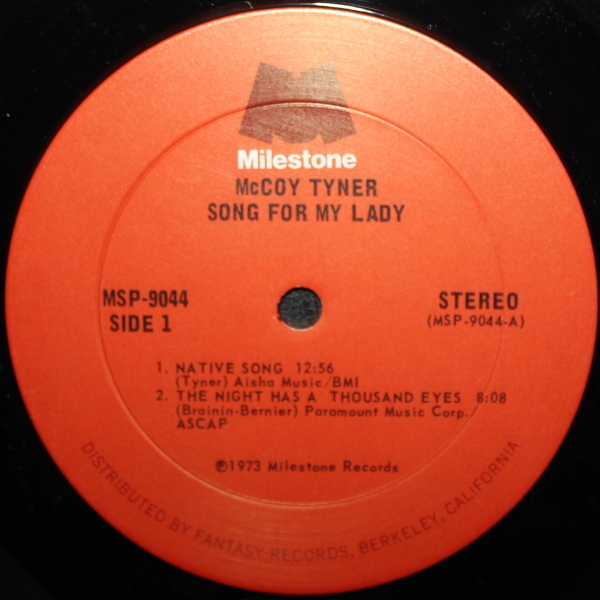 Milestone
McCOY TYNER
SONG FOR MY LADY
MSP-9044
SIDE 1
STEREO
(MSP-9044-A)
1. NATIVE SONG 12:56
(Tyner) Aisha Music/BMI
2. THE NIGHT HAS A THOUSAND EYES 8:08
(Brainin-Bernier) Paramount Music Corp./
ASCAP
℗1973 Milestone Records
DISTRIBUTED BY FANTASY RECORDS, BERKELEY, CALIFORNIA